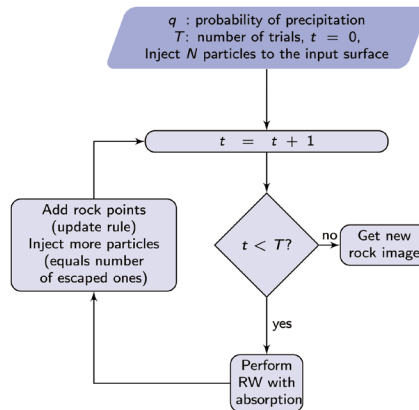 q : probability of precipitation
T: number of trials, t = 0,
Inject N particles to the input surface
t = t + 1
Add rock points
(update rule)
Inject more particles
(equals number
of escaped ones)
t < T?
no
Get new
rock image
yes
Perform
RW with
absorption